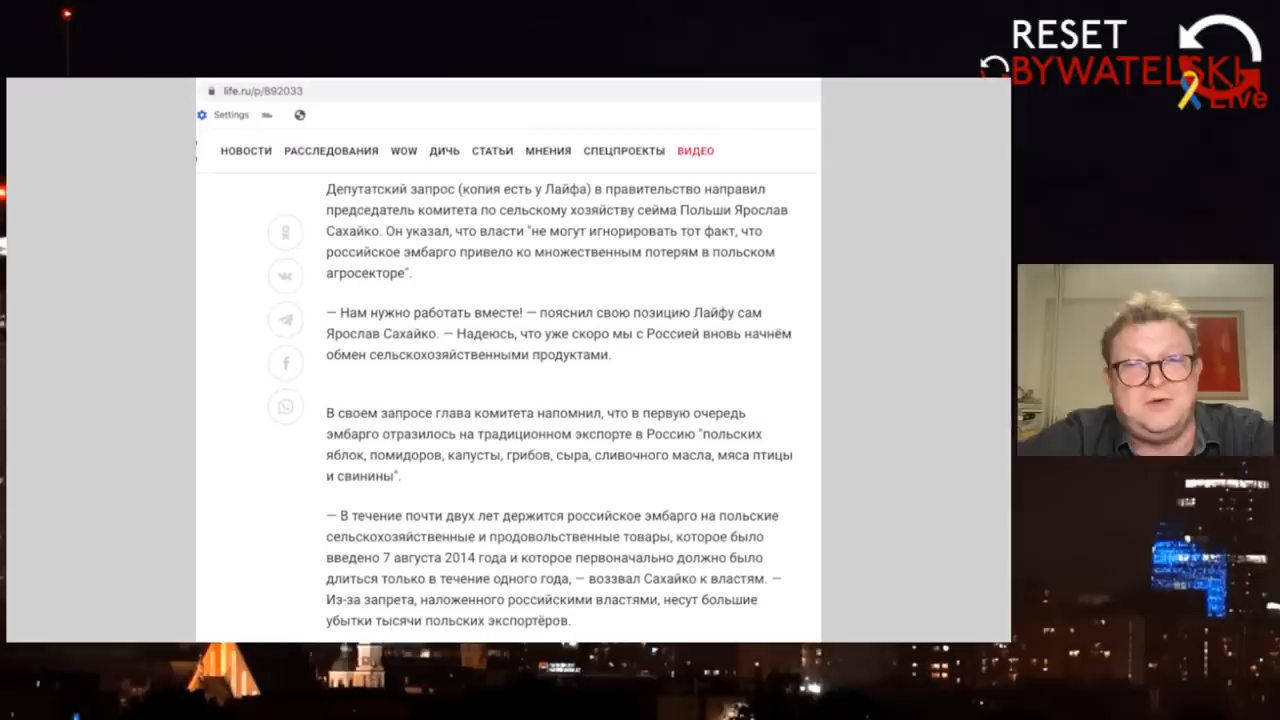 RESET
OBYWATELSKI
Live
life.ru/p/892033
Settings
НОВОСТИ РАССЛЕДОВАНИЯ WOW ДИЧЬ СТАТЬИ МНЕНИЯ СПЕЦПРОЕКТЫ ВИДЕО
Депутатский запрос (копия есть у Лайфа) в правительство направил
председатель комитета по сельскому хозяйству сейма Польши Ярослав
Сахайко. Он указал, что власти "не могут игнорировать тот факт, что
российское эмбарго привело ко множественным потерям в польском
агросекторе".
— Нам нужно работать вместе! — пояснил свою позицию Лайфу сам
Ярослав Сахайко. — Надеюсь, что уже скоро мы с Россией вновь начнём
обмен сельскохозяйственными продуктами.
В своем запросе глава комитета напомнил, что в первую очередь
эмбарго отразилось на традиционном экспорте в Россию "польских
яблок, помидоров, капусты, грибов, сыра, сливочного масла, мяса птицы
и свинины".
— В течение почти двух лет держится российское эмбарго на польские
сельскохозяйственные и продовольственные товары, которое было
введено 7 августа 2014 года и которое первоначально должно было
длиться только в течение одного года, — воззвал Сахайко к властям. —
Из-за запрета, наложенного российскими властями, несут большие
убытки тысячи польских экспортёров.